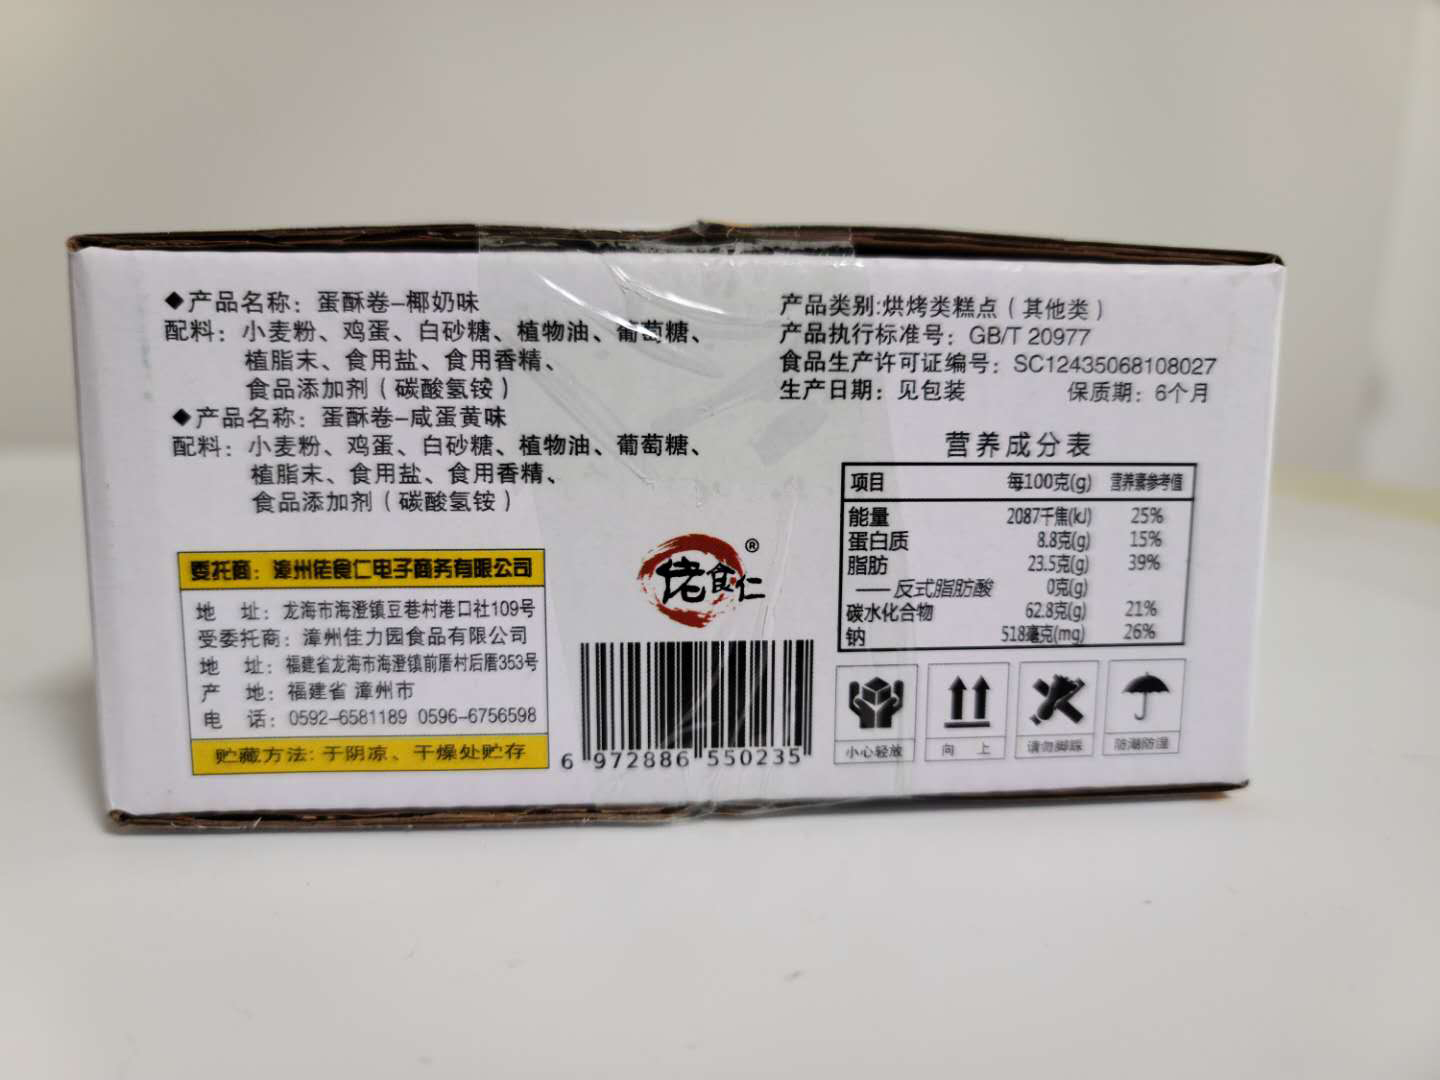 ◆产品名称：蛋酥卷-椰奶味
配料：小麦粉、鸡蛋、白砂糖、植物油、葡萄糖、
植脂末、食用盐、食用香精、
食品添加剂（碳酸氢铵）
◆产品名称：蛋酥卷-咸蛋黄味
配料：小麦粉、鸡蛋、白砂糖、植物油、葡萄糖、
植脂末、食用盐、食用香精、
食品添加剂（碳酸氢铵）
委托商：漳州佬食仁电子商务有限公司
地 址：龙海市海澄镇豆巷村港口社109号
受委托商：漳州佳力园食品有限公司
地 址：福建省龙海市海澄镇前厝村后厝353号
产 地：福建省 漳州市
电 话：0592-6581189 0596-6756598
贮藏方法：于阴凉、干燥处贮存
佬食仁®
6 972886 550235
产品类别:烘烤类糕点（其他类）
产品执行标准号：GB/T 20977
食品生产许可证编号：SC12435068108027
生产日期：见包装 保质期：6个月
营养成分表
项目 每100克(g) 营养素参考值
能量 2087千焦(kJ) 25%
蛋白质 8.8克(g) 15%
脂肪 23.5克(g) 39%
——反式脂肪酸 0克(g)
碳水化合物 62.8克(g) 21%
钠 518毫克(mg) 26%
小心轻放 向 上 请勿脚踩 防潮防湿